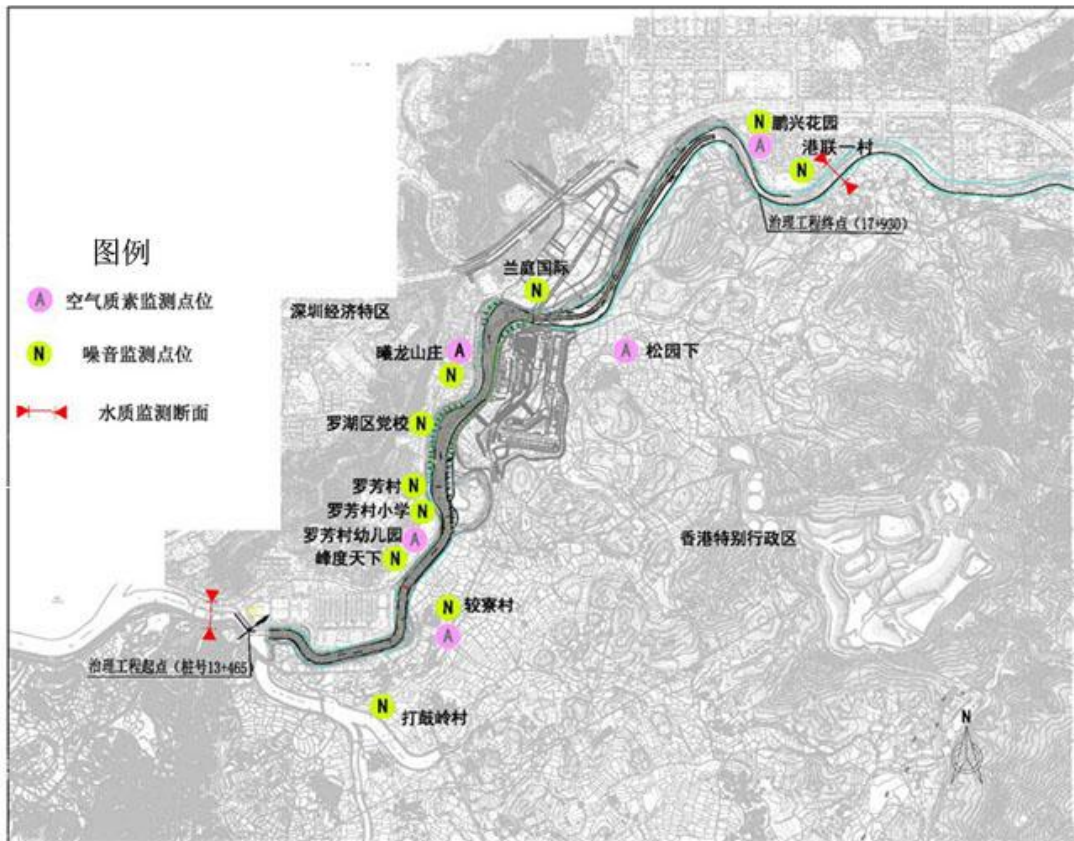 N
鹏兴花园
A
港联一村
N
治理工程终点（17+930）
图例
兰庭国际
N
A
空气质素监测点位
深圳经济特区
曦龙山庄
A
N
A
松园下
N
噪音监测点位
水质监测断面
罗湖区党校
N
罗芳村
N
罗芳村小学
N
罗芳村幼儿园
A
香港特别行政区
峰度天下
N
N
较寮村
A
治理工程起点（桩号13+465）
N
打鼓岭村
N